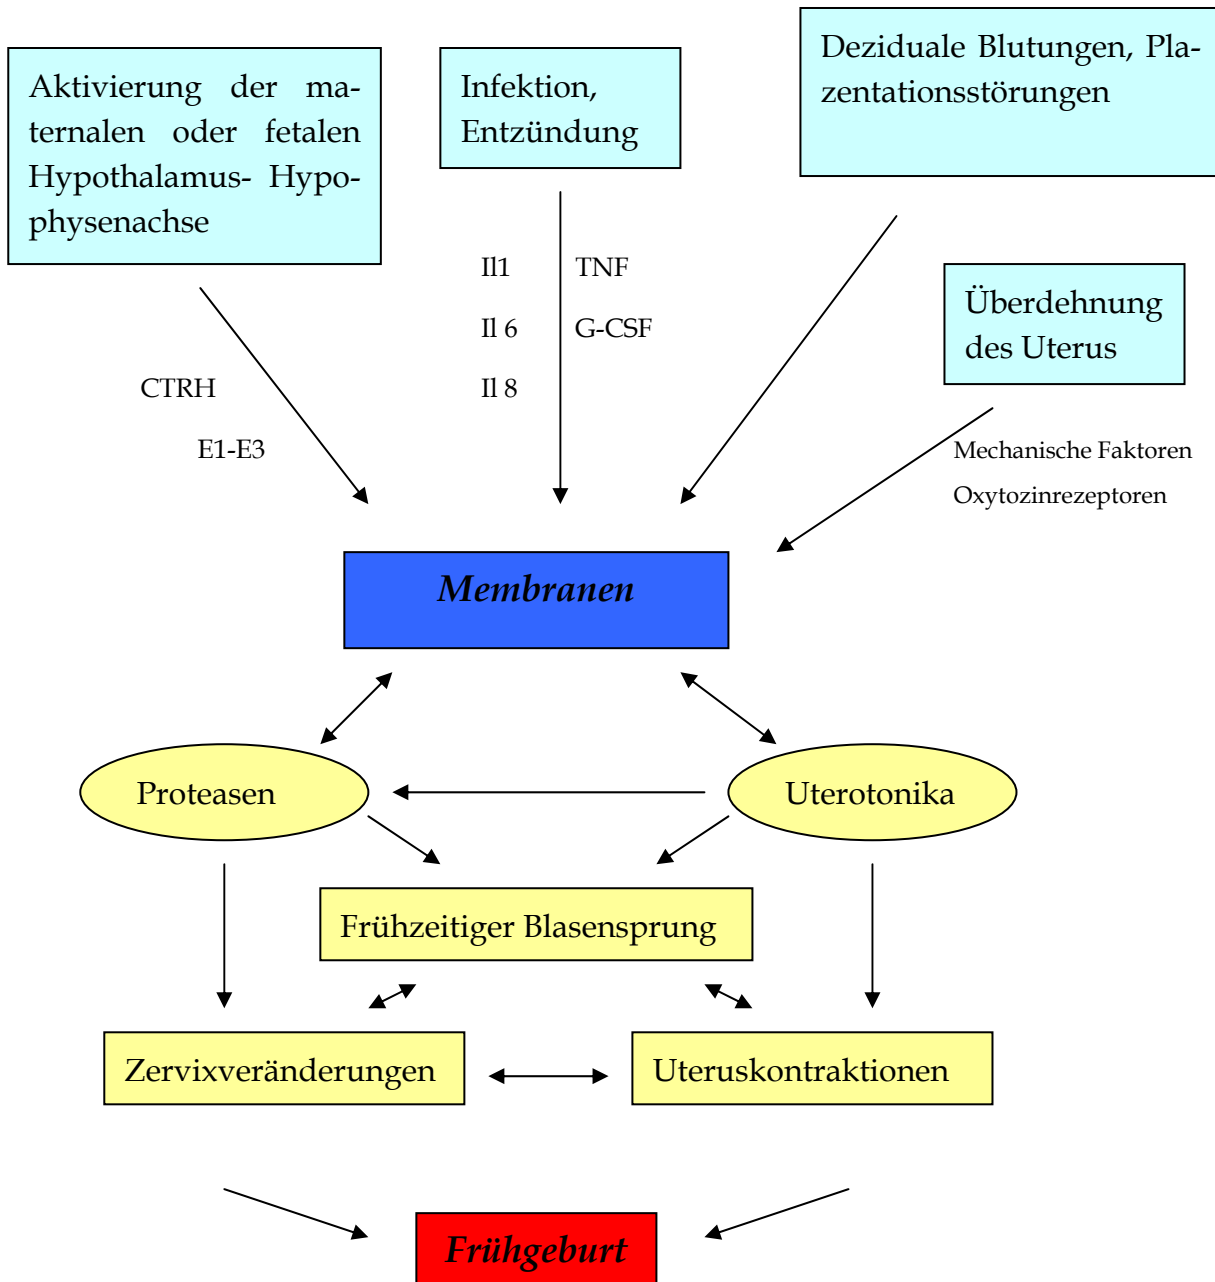 Aktivierung der ma-
ternalen oder fetalen
Hypothalamus- Hypo-
physenachse
Infektion,
Entzündung
Deziduale Blutungen, Pla-
zentationsstörungen
Überdehnung
des Uterus
Il1
TNF
Il 6
G-CSF
Il 8
CTRH
E1-E3
Mechanische Faktoren
Oxytozinrezeptoren
Membranen
Proteasen
Uterotonika
Frühzeitiger Blasensprung
Zervixveränderungen
Uteruskontraktionen
Frühgeburt